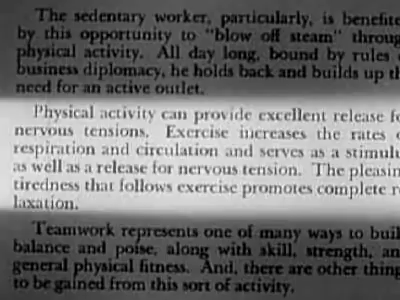 The sedentary worker, particularly, is benefite
by this opportunity to "blow off steam" throug
physical activity. All day long, bound by rules
business diplomacy, he holds back and builds up th
need for an active outlet.
Physical activity can provide excellent release fo
nervous tensions. Exercise increases the rates o
respiration and circulation and serves as a stimulu
as well as a release for nervous tension. The pleasin
tiredness that follows exercise promotes complete re
laxation.
Teamwork represents one of many ways to buil
balance and poise, along with skill, strength, an
general physical fitness. And, there are other thing
to be gained from this sort of activity.